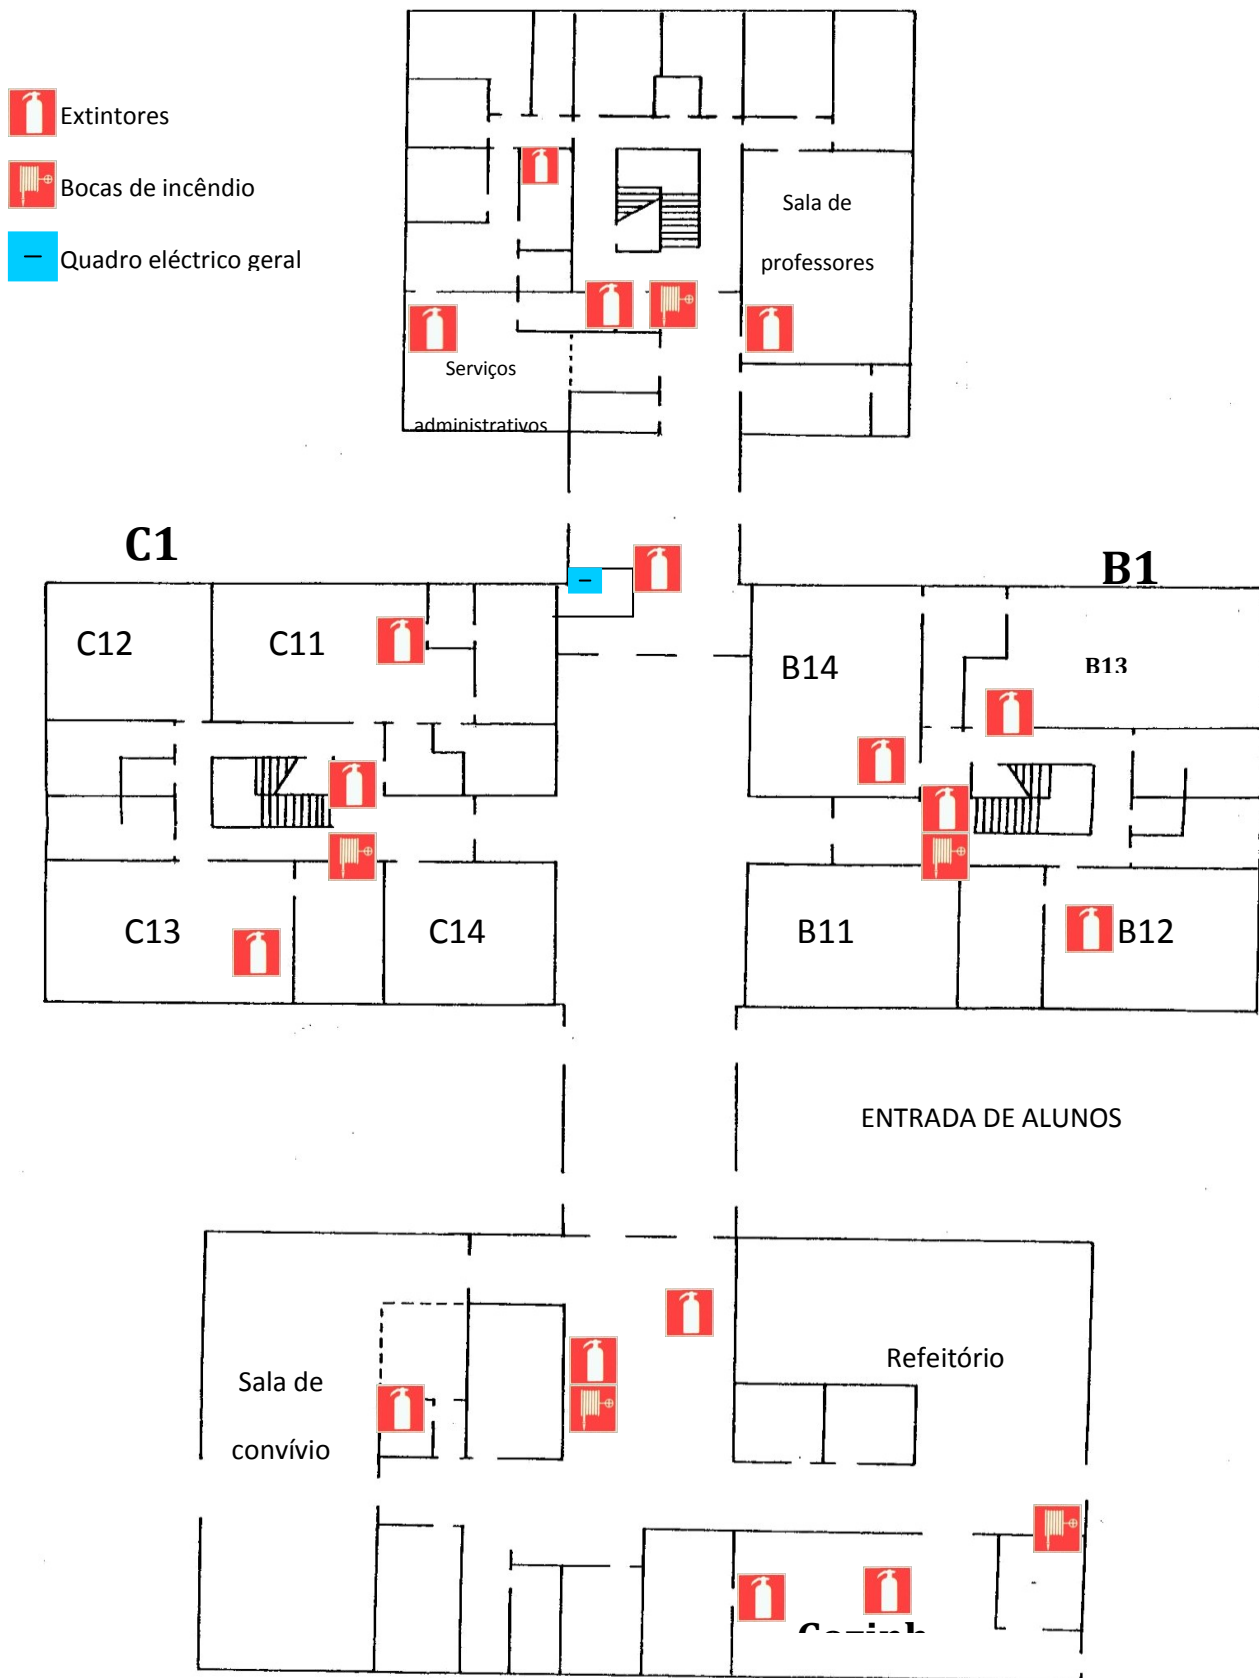 Extintores
Bocas de incêndio
Quadro eléctrico geral
Sala de
professores
Serviços
administrativos
C1
B1
C12
C11
B14
B13
C13
C14
B11
B12
ENTRADA DE ALUNOS
Sala de
convívio
Refeitório
Cozinh